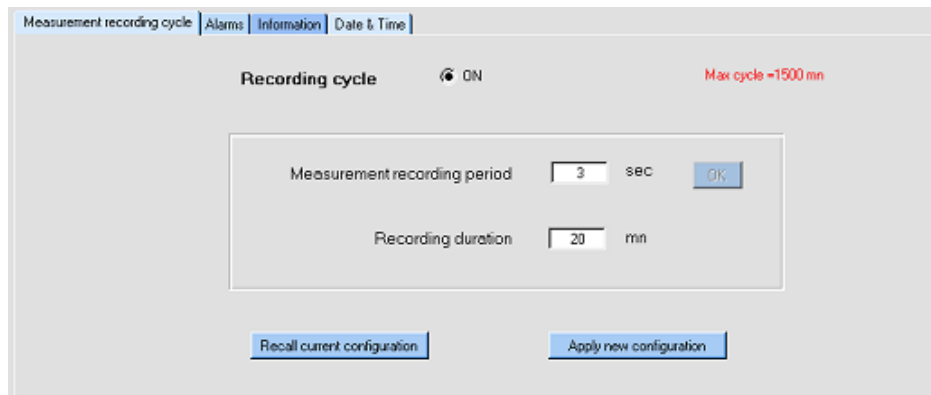 Measurement recording cycle Alarms Information Date & Time
Recording cycle ON Max cycle =1500 mn
Measurement recording period 3 sec OK
Recording duration 20 mn
Recall current configuration Apply new configuration